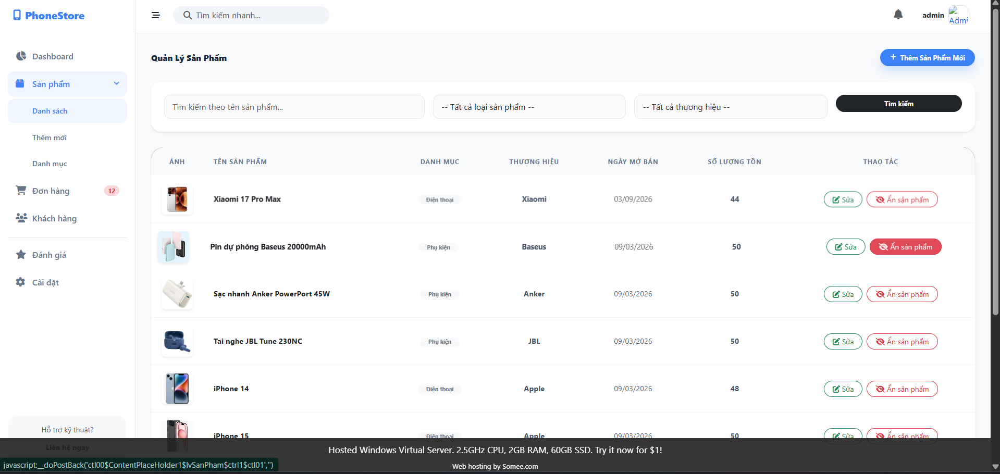 PhoneStore
Tìm kiếm nhanh...
admin
Admi
Dashboard
Sản phẩm
Danh sách
Thêm mới
Danh mục
Đơn hàng 12
Khách hàng
Đánh giá
Cài đặt
Hỗ trợ kỹ thuật?
Liên hệ ngay
Quản Lý Sản Phẩm
+ Thêm Sản Phẩm Mới
Tìm kiếm theo tên sản phẩm...
-- Tất cả loại sản phẩm --
-- Tất cả thương hiệu --
Tìm kiếm
ẢNH TÊN SẢN PHẨM DANH MỤC THƯƠNG HIỆU NGÀY MỞ BÁN SỐ LƯỢNG TỒN THAO TÁC
Xiaomi 17 Pro Max Điện thoại Xiaomi 03/09/2026 44 Sửa Ẩn sản phẩm
Pin dự phòng Baseus 20000mAh Phụ kiện Baseus 09/03/2026 50 Sửa Ẩn sản phẩm
Sạc nhanh Anker PowerPort 45W Phụ kiện Anker 09/03/2026 50 Sửa Ẩn sản phẩm
Tai nghe JBL Tune 230NC Phụ kiện JBL 09/03/2026 50 Sửa Ẩn sản phẩm
iPhone 14 Điện thoại Apple 09/03/2026 48 Sửa Ẩn sản phẩm
iPhone 15 Điện thoại Apple 09/03/2026 50 Sửa Ẩn sản phẩm
Hosted Windows Virtual Server. 2.5GHz CPU, 2GB RAM, 60GB SSD. Try it now for $1!
Web hosting by Somee.com
javascript:__doPostBack('ctl00$ContentPlaceHolder1$lvSanPham$ctrl1$ctl01','')